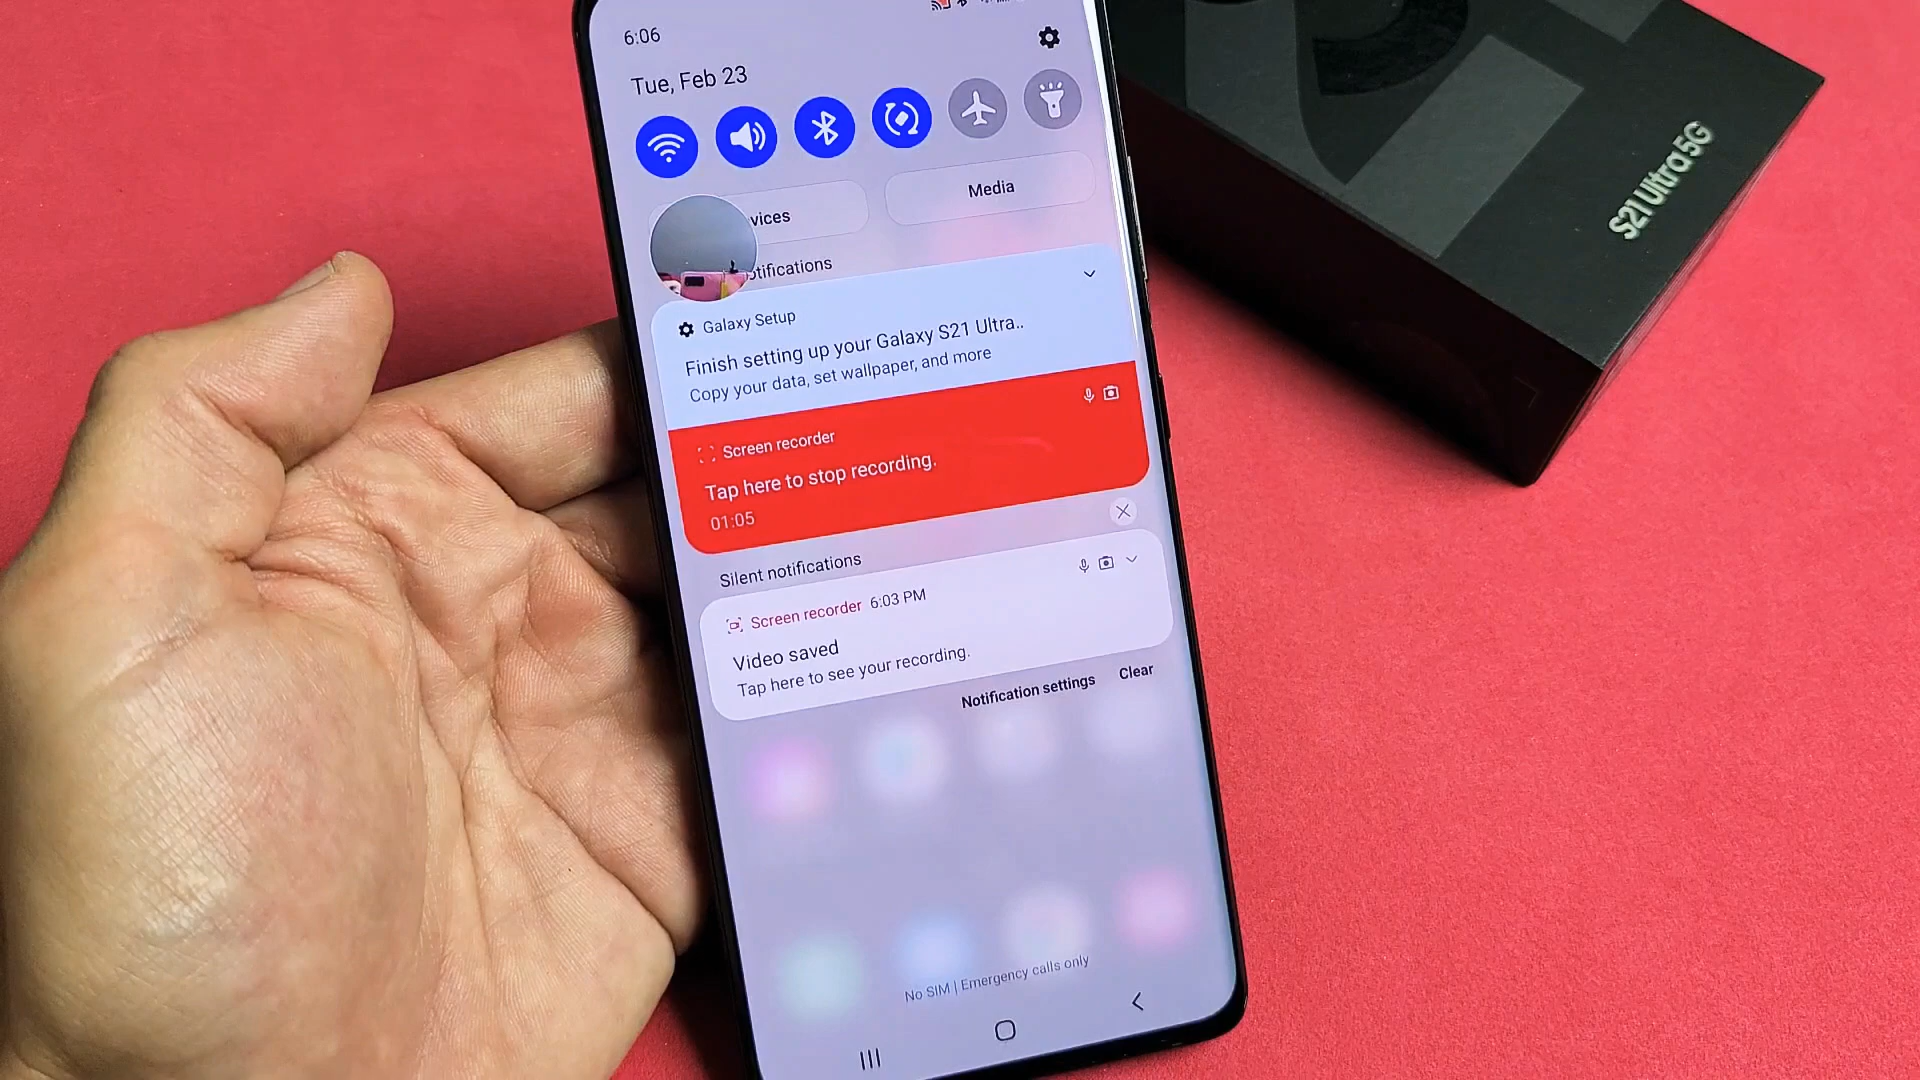 6:06
Tue, Feb 23
vices
Media
otifications
Galaxy Setup
Finish setting up your Galaxy S21 Ultra..
Copy your data, set wallpaper, and more
Screen recorder
Tap here to stop recording.
01:05
Silent notifications
Screen recorder 6:03 PM
Video saved
Tap here to see your recording.
Notification settings Clear
No SIM | Emergency calls only
S21 Ultra 5G